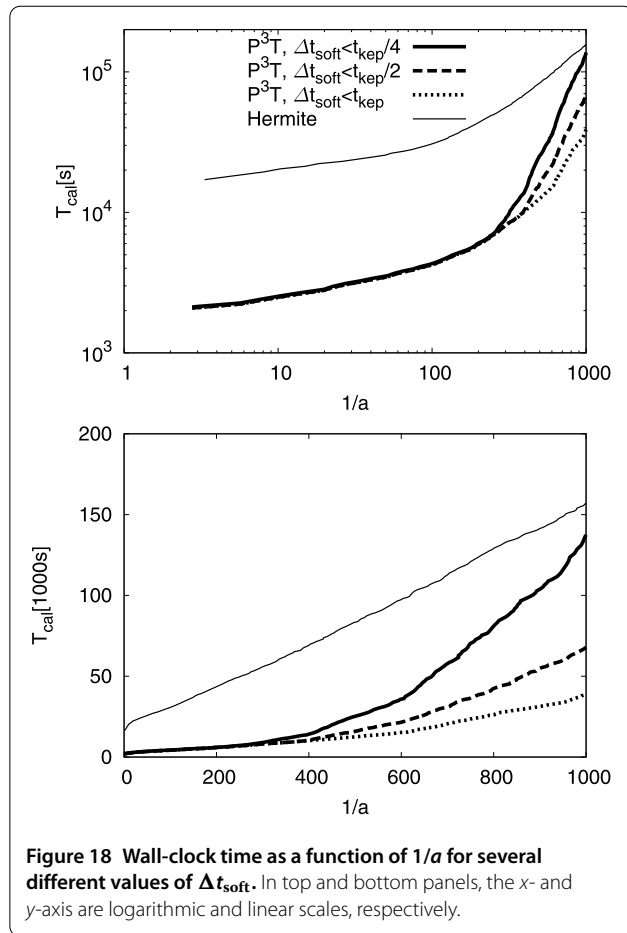 P³T, Δt_soft<t_kep/4
P³T, Δt_soft<t_kep/2
P³T, Δt_soft<t_kep
Hermite
T_cal[s]
10⁵
10⁴
10³
1 10 100 1000
1/a
T_cal[1000s]
200
150
100
50
0
0 200 400 600 800 1000
1/a
Figure 18 Wall-clock time as a function of 1/a for several
different values of Δt_soft. In top and bottom panels, the x- and
y-axis are logarithmic and linear scales, respectively.